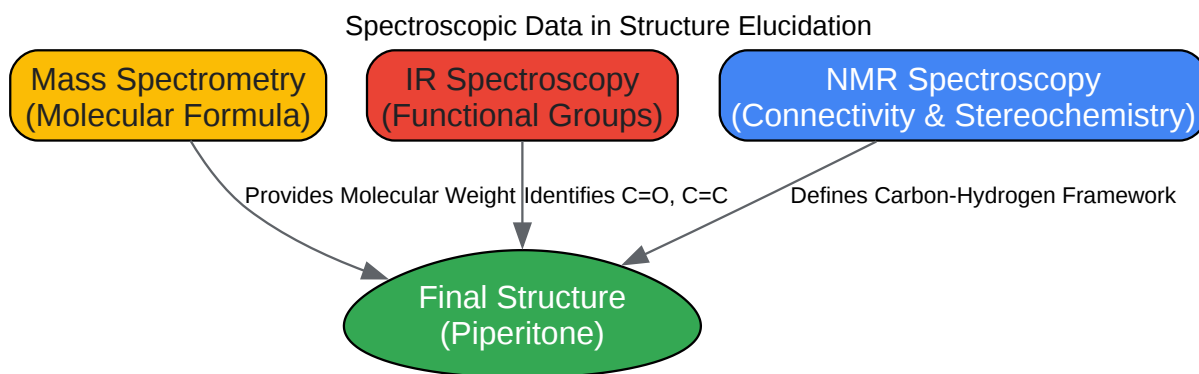 Spectroscopic Data in Structure Elucidation
Mass Spectrometry
(Molecular Formula)
IR Spectroscopy
(Functional Groups)
NMR Spectroscopy
(Connectivity & Stereochemistry)
Provides Molecular Weight
Identifies C=O, C=C
Defines Carbon-Hydrogen Framework
Final Structure
(Piperitone)